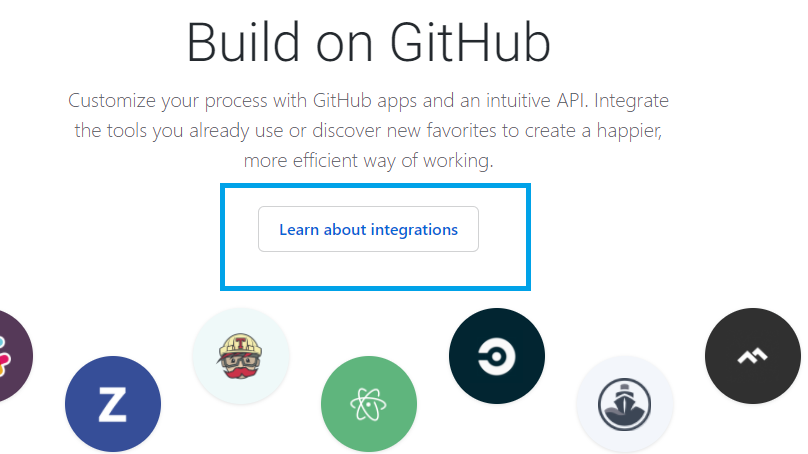 Build on GitHub
Customize your process with GitHub apps and an intuitive API. Integrate
the tools you already use or discover new favorites to create a happier,
more efficient way of working.
Learn about integrations
T
Z